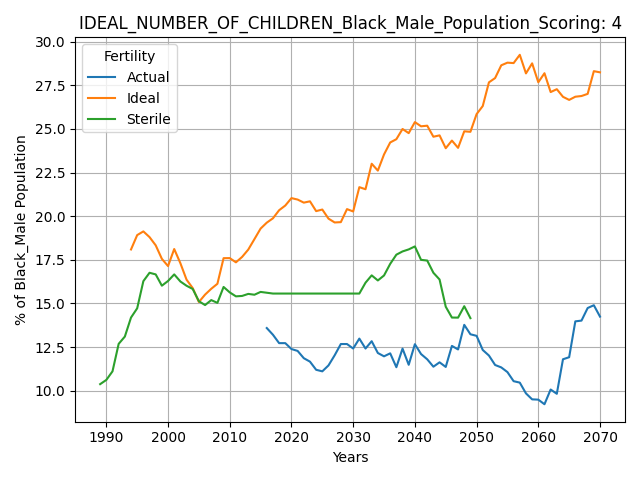 IDEAL_NUMBER_OF_CHILDREN_Black_Male_Population_Scoring: 4
Fertility
Actual
Ideal
Sterile
% of Black_Male Population
30.0
27.5
25.0
22.5
20.0
17.5
15.0
12.5
10.0
1990 2000 2010 2020 2030 2040 2050 2060 2070
Years